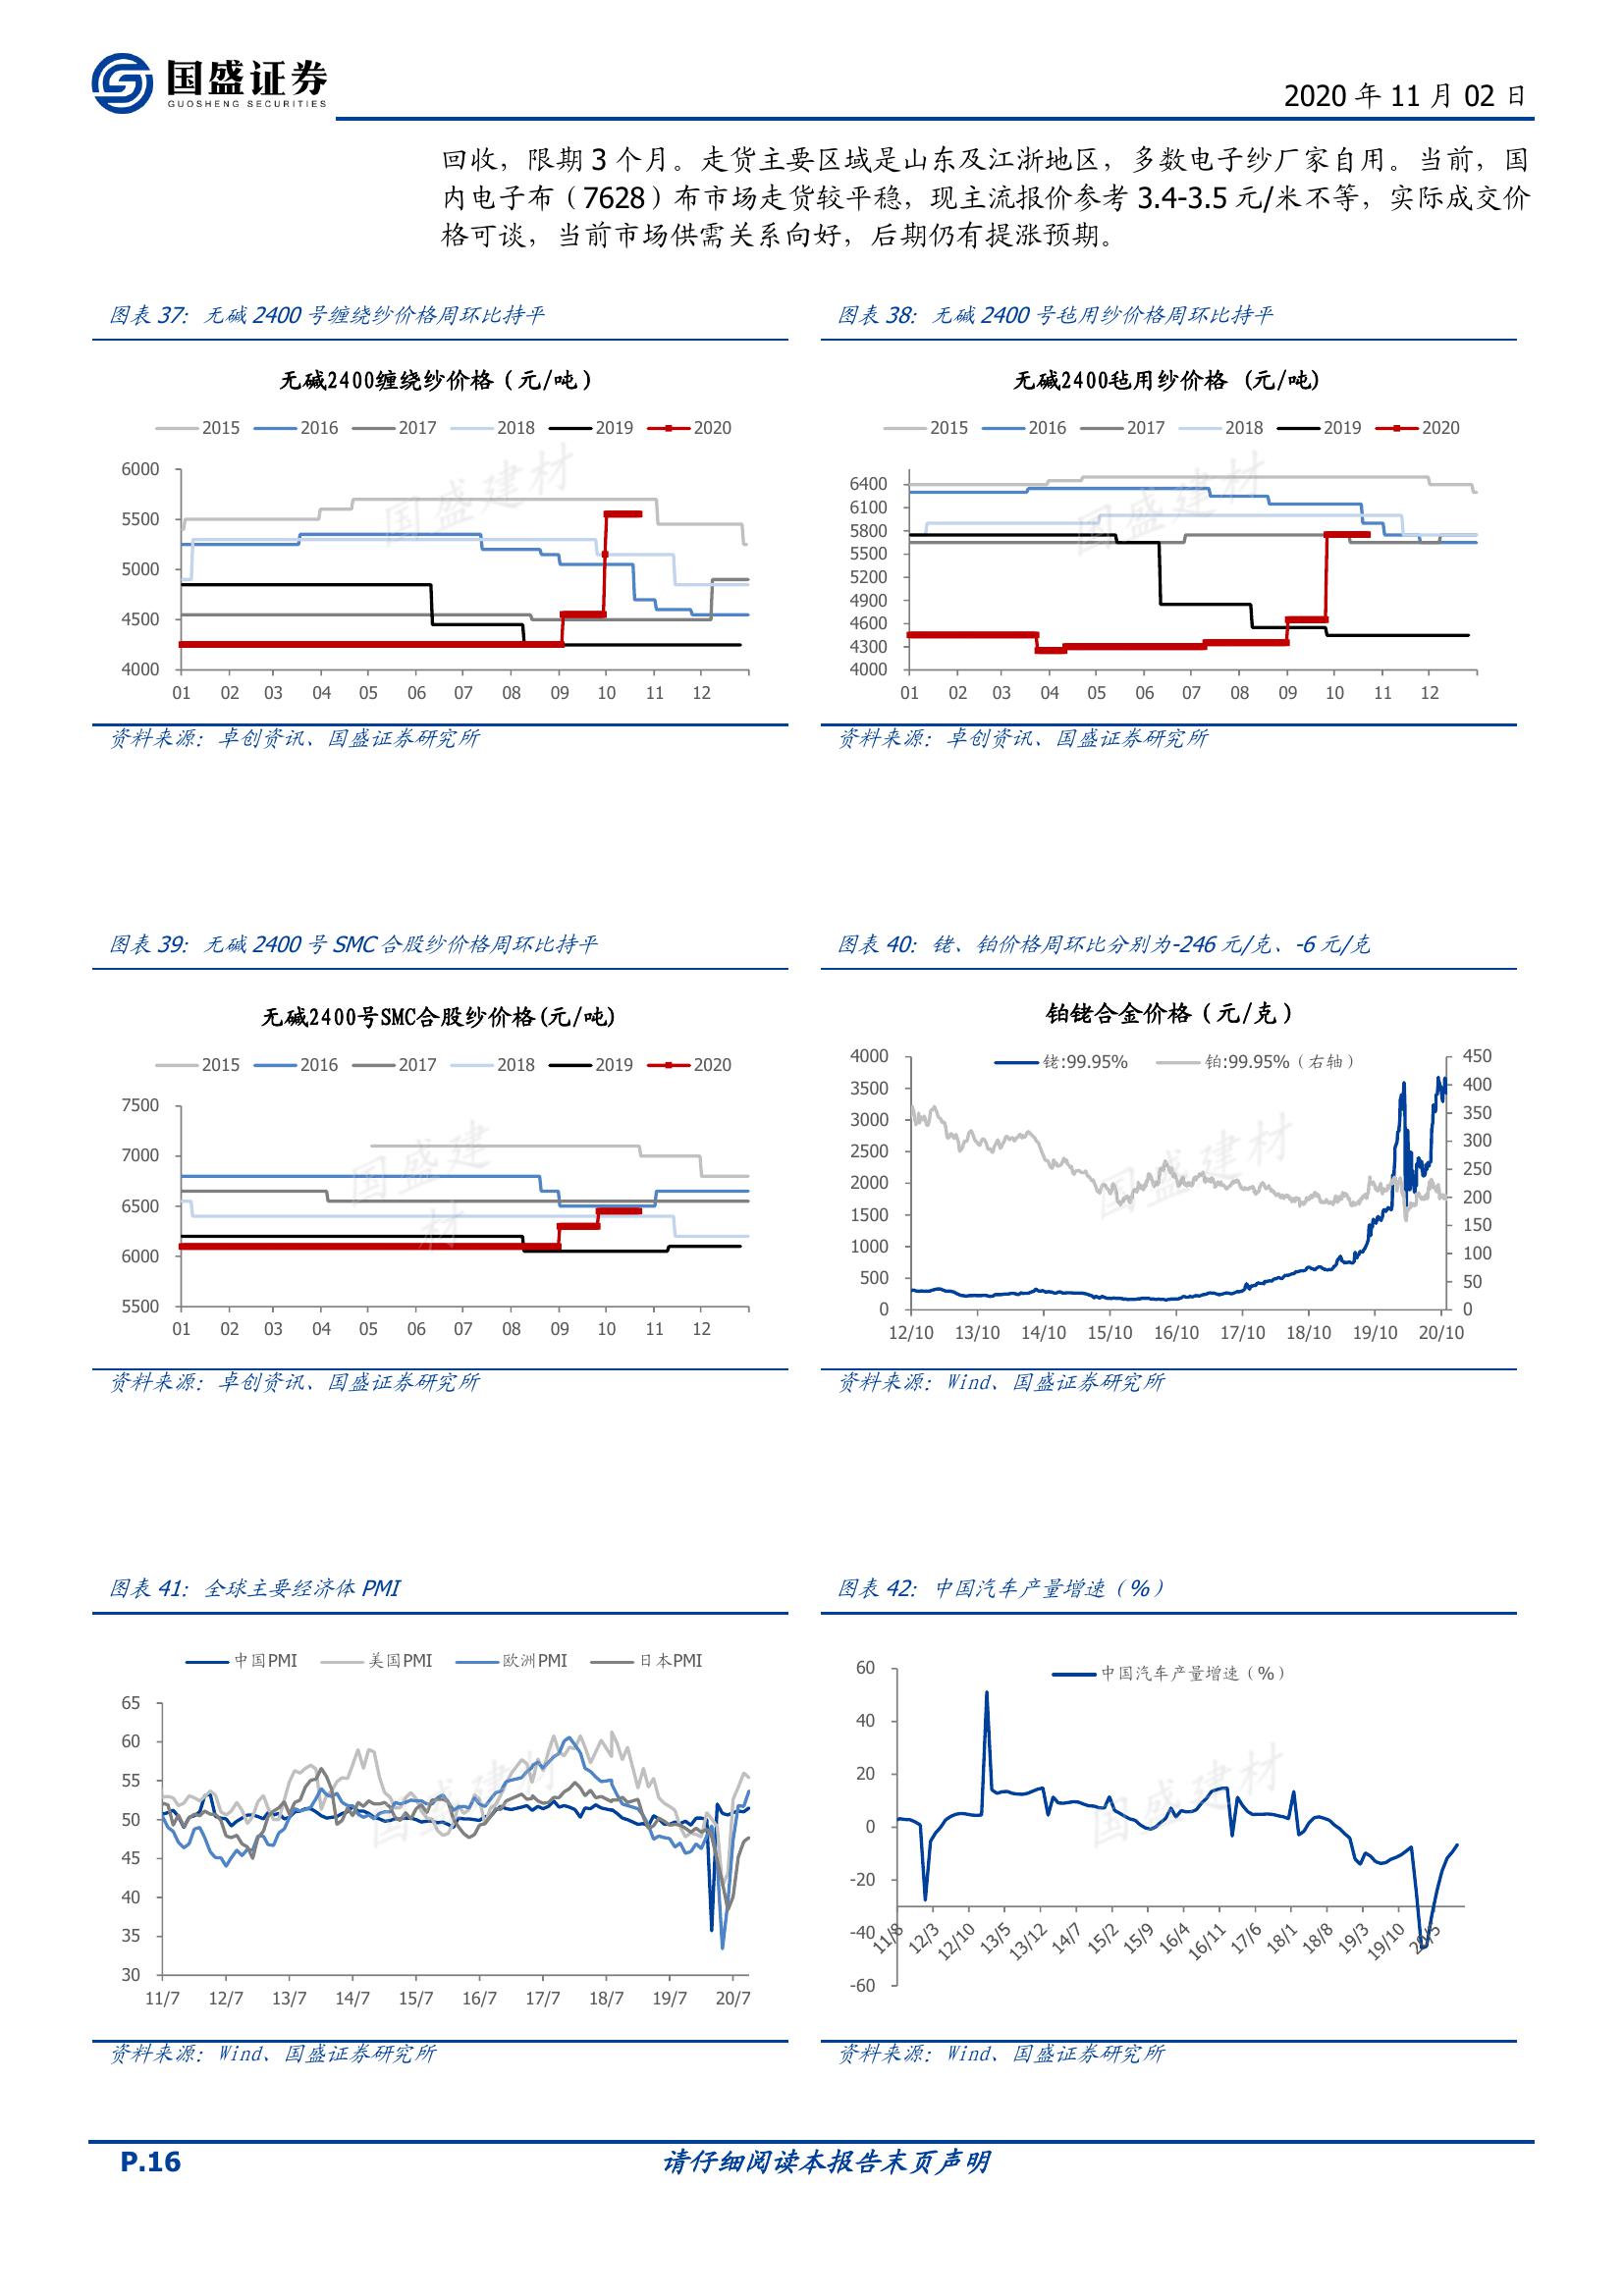 国盛证券
GUOSHENG SECURITIES
2020 年 11 月 02 日
回收，限期 3 个月。走货主要区域是山东及江浙地区，多数电子纱厂家自用。当前，国
内电子布（7628）布市场走货较平稳，现主流报价参考 3.4-3.5 元/米不等，实际成交价
格可谈，当前市场供需关系向好，后期仍有提涨预期。
图表 37：无碱 2400 号缠绕纱价格周环比持平
无碱2400缠绕纱价格（元/吨）
2015 2016 2017 2018 2019 2020
6000
5500
5000
4500
4000
01 02 03 04 05 06 07 08 09 10 11 12
国盛建材
资料来源：卓创资讯、国盛证券研究所
图表 38：无碱 2400 号毡用纱价格周环比持平
无碱2400毡用纱价格 (元/吨)
2015 2016 2017 2018 2019 2020
6400
6100
5800
5500
5200
4900
4600
4300
4000
01 02 03 04 05 06 07 08 09 10 11 12
国盛建材
资料来源：卓创资讯、国盛证券研究所
图表 39：无碱 2400 号 SMC 合股纱价格周环比持平
无碱2400号SMC合股纱价格(元/吨)
2015 2016 2017 2018 2019 2020
7500
7000
6500
6000
5500
01 02 03 04 05 06 07 08 09 10 11 12
国盛建
材
资料来源：卓创资讯、国盛证券研究所
图表 40：铑、铂价格周环比分别为-246 元/克、-6 元/克
铂铑合金价格（元/克）
铑:99.95% 铂:99.95%（右轴）
4000
3500
3000
2500
2000
1500
1000
500
0
450
400
350
300
250
200
150
100
50
0
12/10 13/10 14/10 15/10 16/10 17/10 18/10 19/10 20/10
国盛建材
资料来源：Wind、国盛证券研究所
图表 41：全球主要经济体 PMI
中国PMI 美国PMI 欧洲PMI 日本PMI
65
60
55
50
45
40
35
30
11/7 12/7 13/7 14/7 15/7 16/7 17/7 18/7 19/7 20/7
国盛建材
资料来源：Wind、国盛证券研究所
图表 42：中国汽车产量增速（%）
中国汽车产量增速（%）
60
40
20
0
-20
-40
-60
11/8 12/3 12/10 13/5 13/12 14/7 15/2 15/9 16/4 16/11 17/6 18/1 18/8 19/3 19/10 20/5
国盛建材
资料来源：Wind、国盛证券研究所
P.16
请仔细阅读本报告末页声明